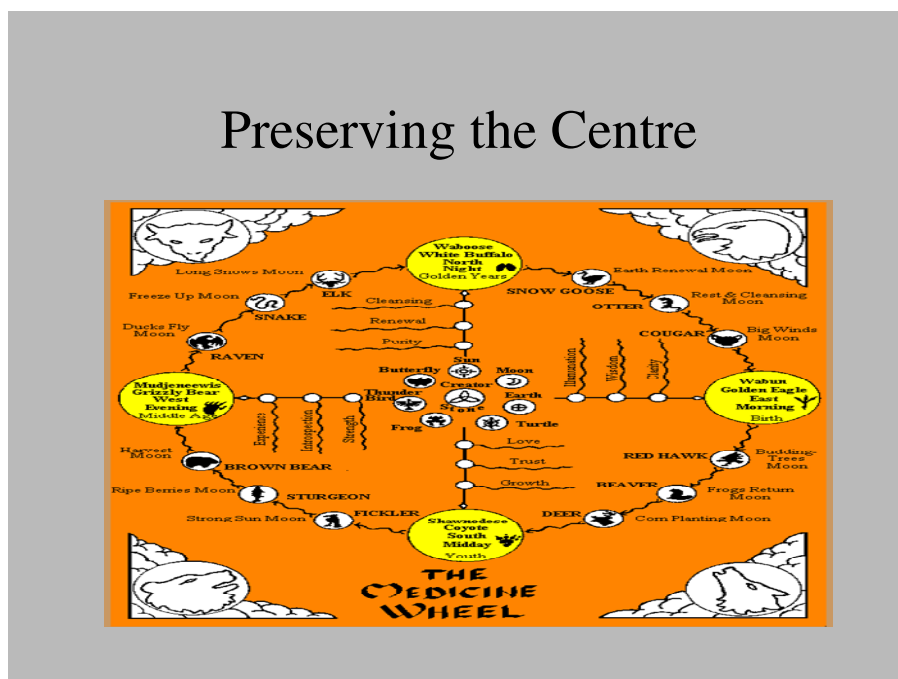 Preserving the Centre
Waboose
White Buffalo
North
Night
Golden Years
Long Snows Moon
Earth Renewal Moon
ELK
SNOW GOOSE
Freeze Up Moon
SNAKE
OTTER
Rest & Cleansing
Moon
Ducks Fly
Moon
RAVEN
COUGAR
Big Winds
Moon
Cleansing
Renewal
Purity
Sun
Butterfly
Moon
Creator
Thunder
Bird
Earth
Stone
Frog
Turtle
Illumination
Wisdom
Clarity
Mudjeneewis
Grizzly Bear
West
Evening
Middle Age
Wabun
Golden Eagle
East
Morning
Birth
Experience
Introspection
Strength
Love
Trust
Growth
Harvest
Moon
BROWN BEAR
RED HAWK
Budding-
Trees
Moon
Ripe Berries Moon
STURGEON
BEAVER
Frogs Return
Moon
Strong Sun Moon
FICKLER
DEER
Corn Planting Moon
Shawnodese
Coyote
South
Midday
Youth
THE
MEDICINE
WHEEL